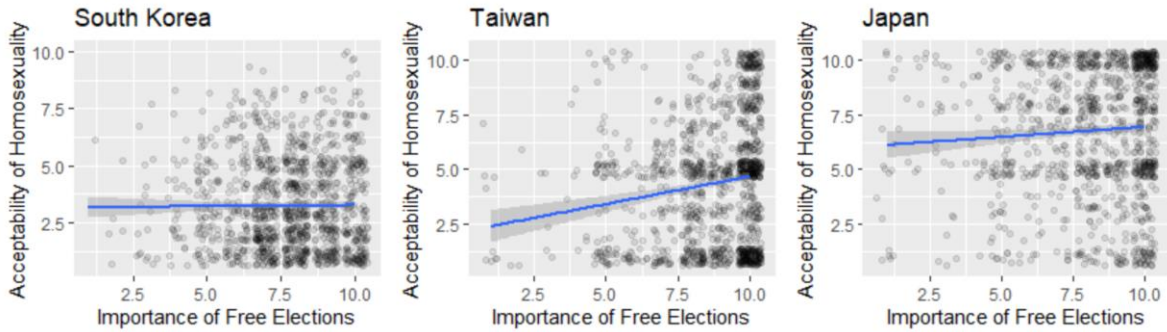 South Korea
Acceptability of Homosexuality
10.0
7.5
5.0
2.5
2.5 5.0 7.5 10.0
Importance of Free Elections
Taiwan
Acceptability of Homosexuality
10.0
7.5
5.0
2.5
2.5 5.0 7.5 10.0
Importance of Free Elections
Japan
Acceptability of Homosexuality
10.0
7.5
5.0
2.5
2.5 5.0 7.5 10.0
Importance of Free Elections